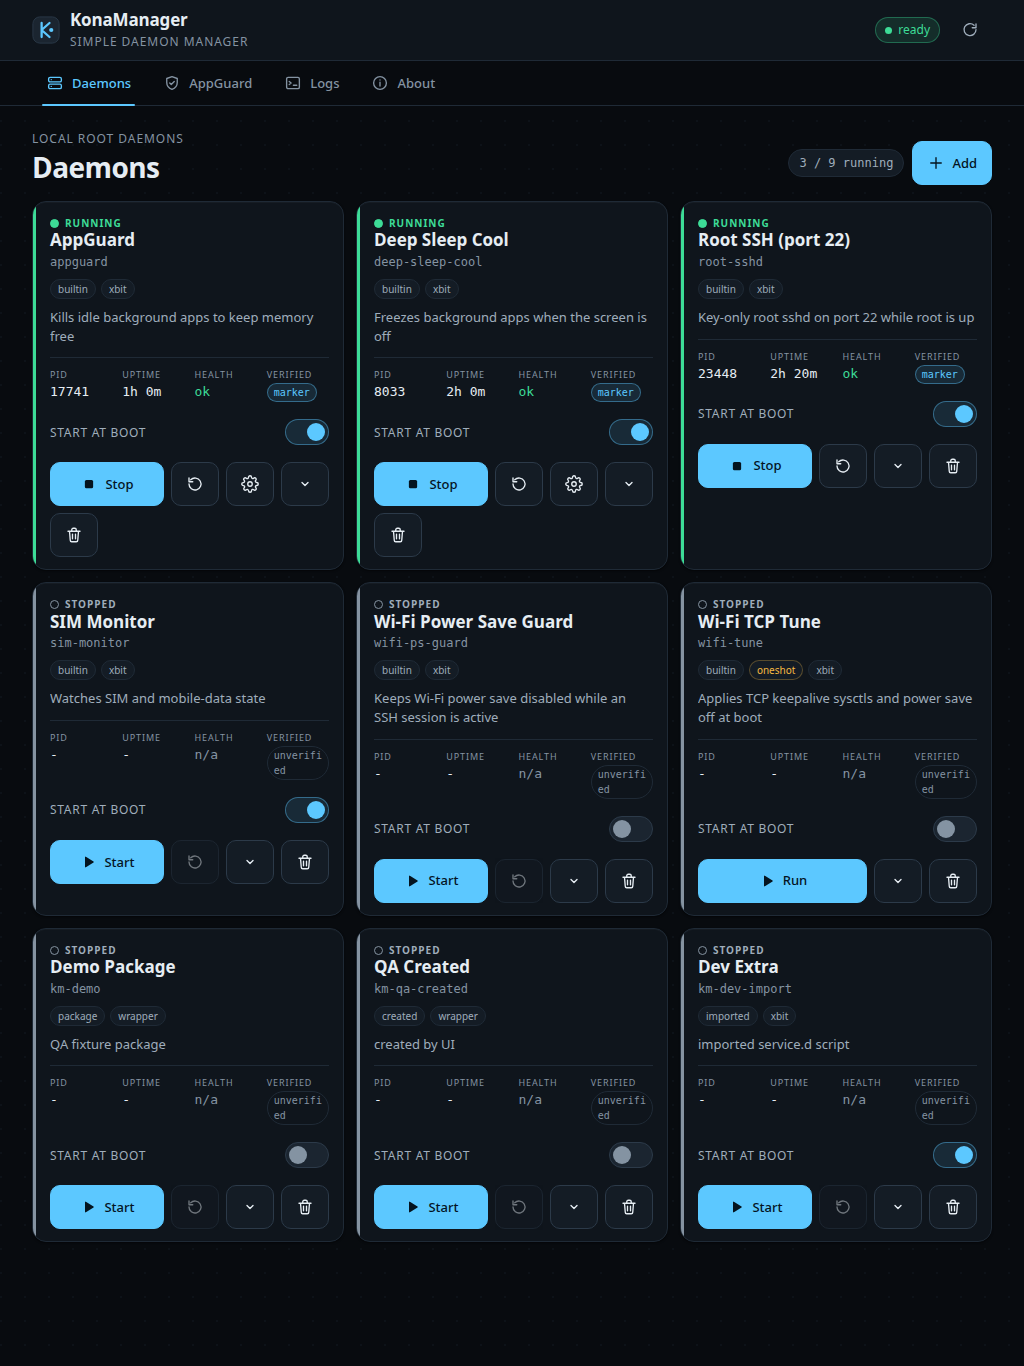 KonaManager
SIMPLE DAEMON MANAGER
ready
Daemons
AppGuard
Logs
About
LOCAL ROOT DAEMONS
Daemons
3 / 9 running
Add
RUNNING
AppGuard
appguard
builtin
xbit
Kills idle background apps to keep memory
free
PID
UPTIME
HEALTH
VERIFIED
17741
1h 0m
ok
marker
START AT BOOT
Stop
RUNNING
Deep Sleep Cool
deep-sleep-cool
builtin
xbit
Freezes background apps when the screen is
off
PID
UPTIME
HEALTH
VERIFIED
8033
2h 0m
ok
marker
START AT BOOT
Stop
RUNNING
Root SSH (port 22)
root-sshd
builtin
xbit
Key-only root sshd on port 22 while root is up
PID
UPTIME
HEALTH
VERIFIED
23448
2h 20m
ok
marker
START AT BOOT
Stop
STOPPED
SIM Monitor
sim-monitor
builtin
xbit
Watches SIM and mobile-data state
PID
UPTIME
HEALTH
VERIFIED
-
-
n/a
unverifi
ed
START AT BOOT
Start
STOPPED
Wi-Fi Power Save Guard
wifi-ps-guard
builtin
xbit
Keeps Wi-Fi power save disabled while an
SSH session is active
PID
UPTIME
HEALTH
VERIFIED
-
-
n/a
unverifi
ed
START AT BOOT
Start
STOPPED
Wi-Fi TCP Tune
wifi-tune
builtin
oneshot
xbit
Applies TCP keepalive sysctls and power save
off at boot
PID
UPTIME
HEALTH
VERIFIED
-
-
n/a
unverifi
ed
START AT BOOT
Run
STOPPED
Demo Package
km-demo
package
wrapper
QA fixture package
PID
UPTIME
HEALTH
VERIFIED
-
-
n/a
unverifi
ed
START AT BOOT
Start
STOPPED
QA Created
km-qa-created
created
wrapper
created by UI
PID
UPTIME
HEALTH
VERIFIED
-
-
n/a
unverifi
ed
START AT BOOT
Start
STOPPED
Dev Extra
km-dev-import
imported
xbit
imported service.d script
PID
UPTIME
HEALTH
VERIFIED
-
-
n/a
unverifi
ed
START AT BOOT
Start